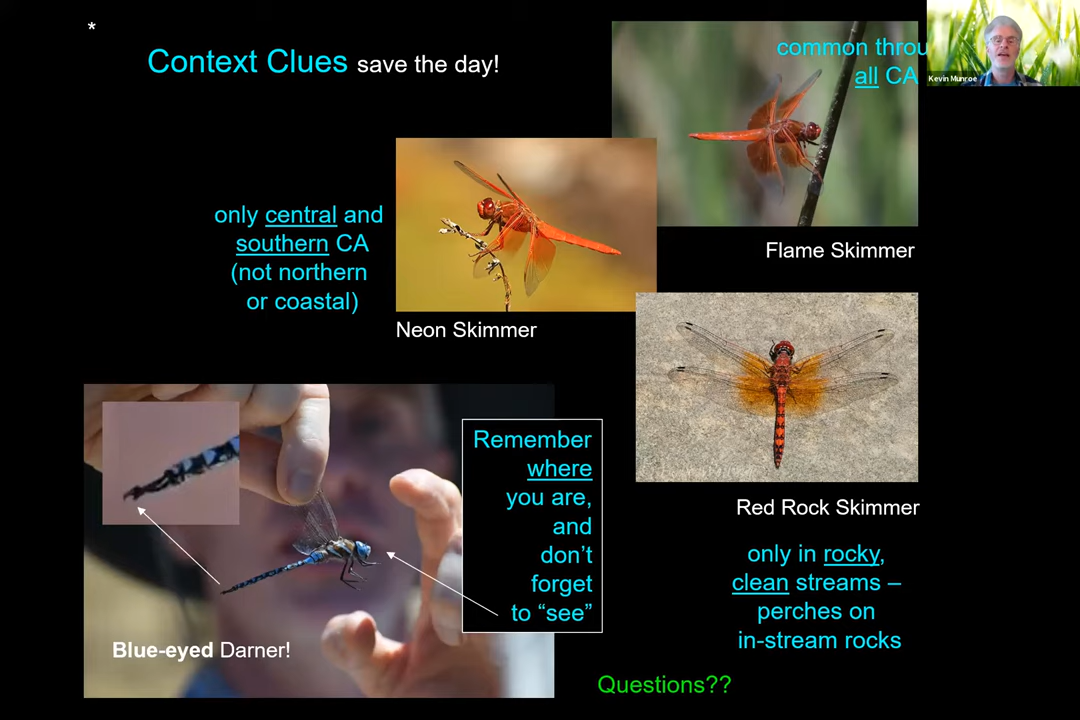 *
Context Clues save the day!
common throu
all CA
Kevin Munroe
Flame Skimmer
only central and
southern CA
(not northern
or coastal)
Neon Skimmer
Red Rock Skimmer
only in rocky,
clean streams –
perches on
in-stream rocks
Remember
where
you are,
and
don’t
forget
to “see”
Blue-eyed Darner!
Questions??